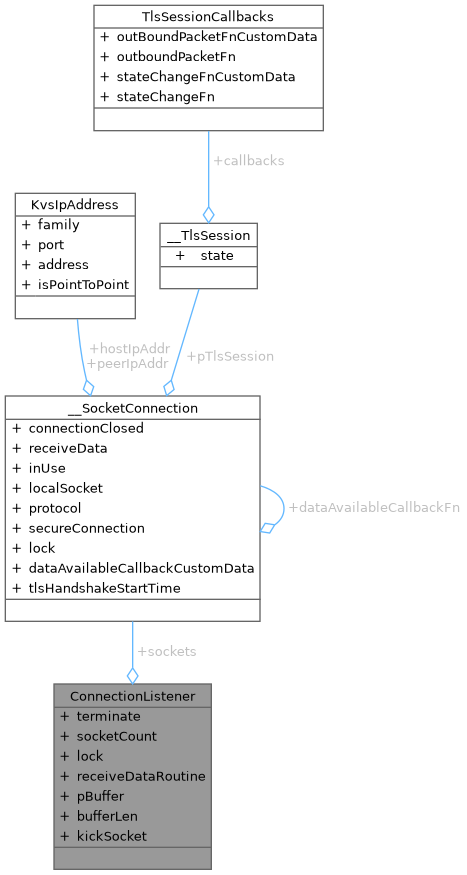 TlsSessionCallbacks
+ outBoundPacketFnCustomData
+ outboundPacketFn
+ stateChangeFnCustomData
+ stateChangeFn
+callbacks
KvsIpAddress
+ family
+ port
+ address
+ isPointToPoint
__TlsSession
+ state
+hostIpAddr
+peerIpAddr
+pTlsSession
__SocketConnection
+ connectionClosed
+ receiveData
+ inUse
+ localSocket
+ protocol
+ secureConnection
+ lock
+ dataAvailableCallbackCustomData
+ tlsHandshakeStartTime
+dataAvailableCallbackFn
+sockets
ConnectionListener
+ terminate
+ socketCount
+ lock
+ receiveDataRoutine
+ pBuffer
+ bufferLen
+ kickSocket